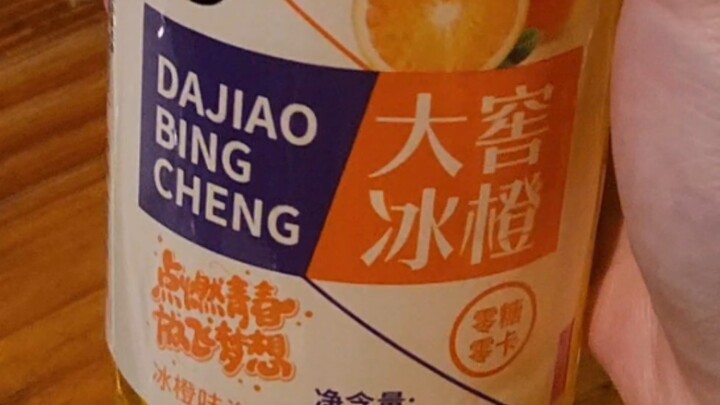 DAJIAO
BING
CHENG
大窖
冰橙
点燃青春
放飞梦想
零糖
零卡
冰橙味
净含量: